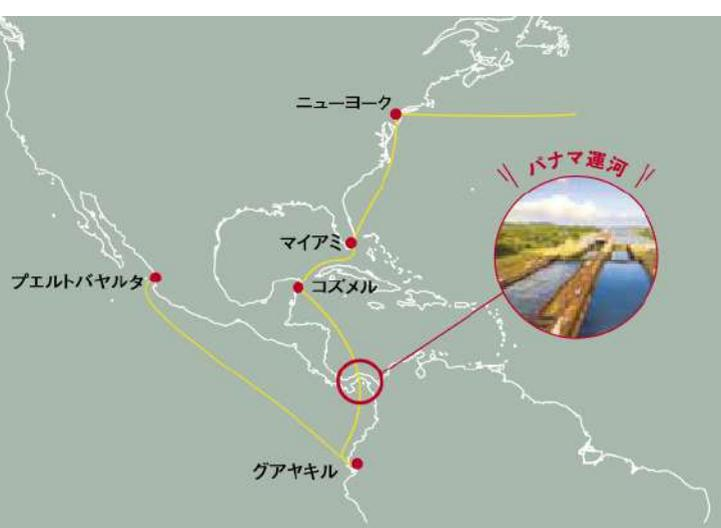 ニューヨーク
パナマ運河
マイアミ
プエルトバヤルタ
コズメル
グアヤキル